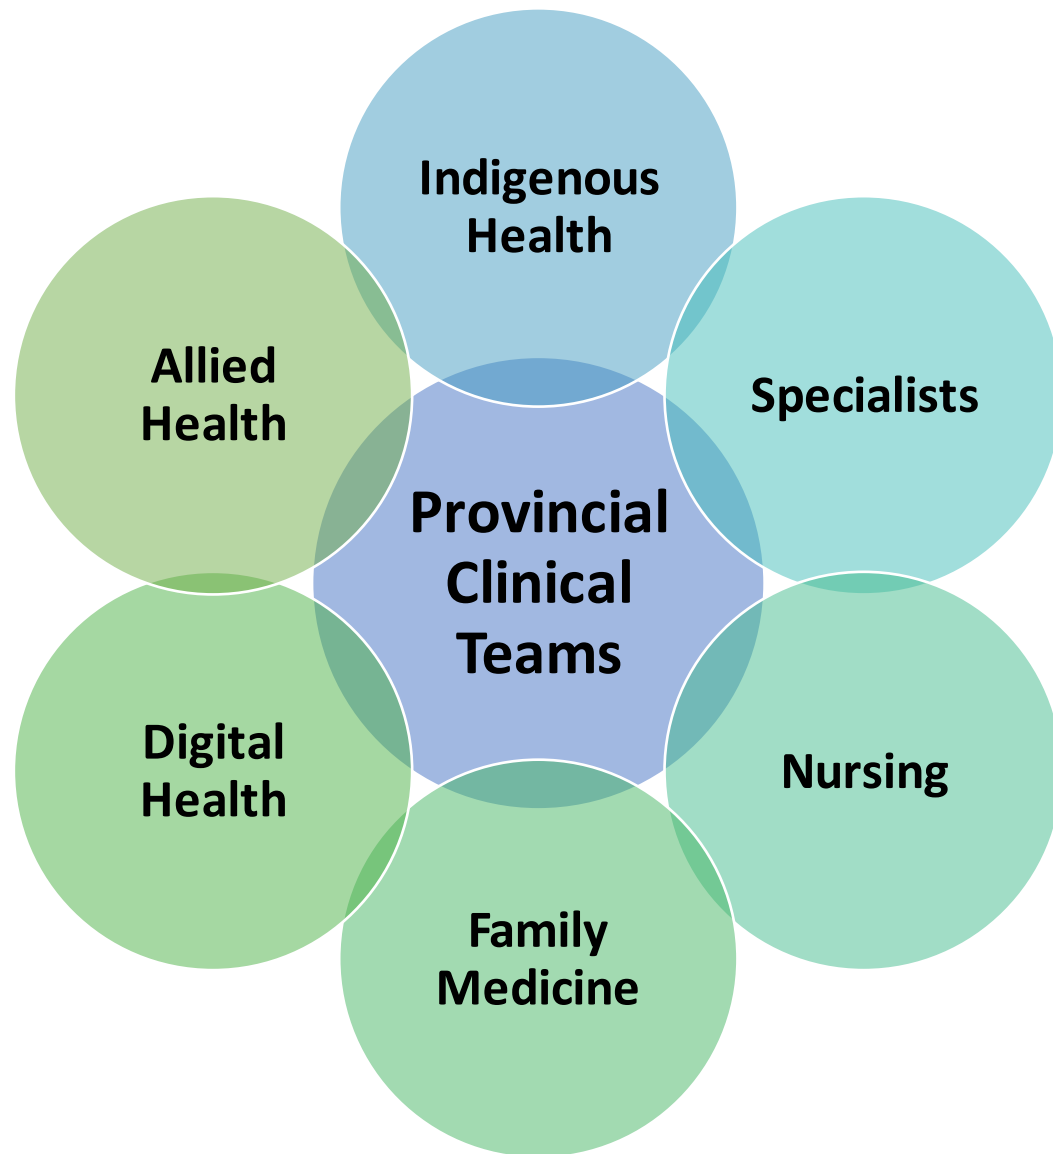 Indigenous
Health
Specialists
Nursing
Family
Medicine
Digital
Health
Allied
Health
Provincial
Clinical
Teams